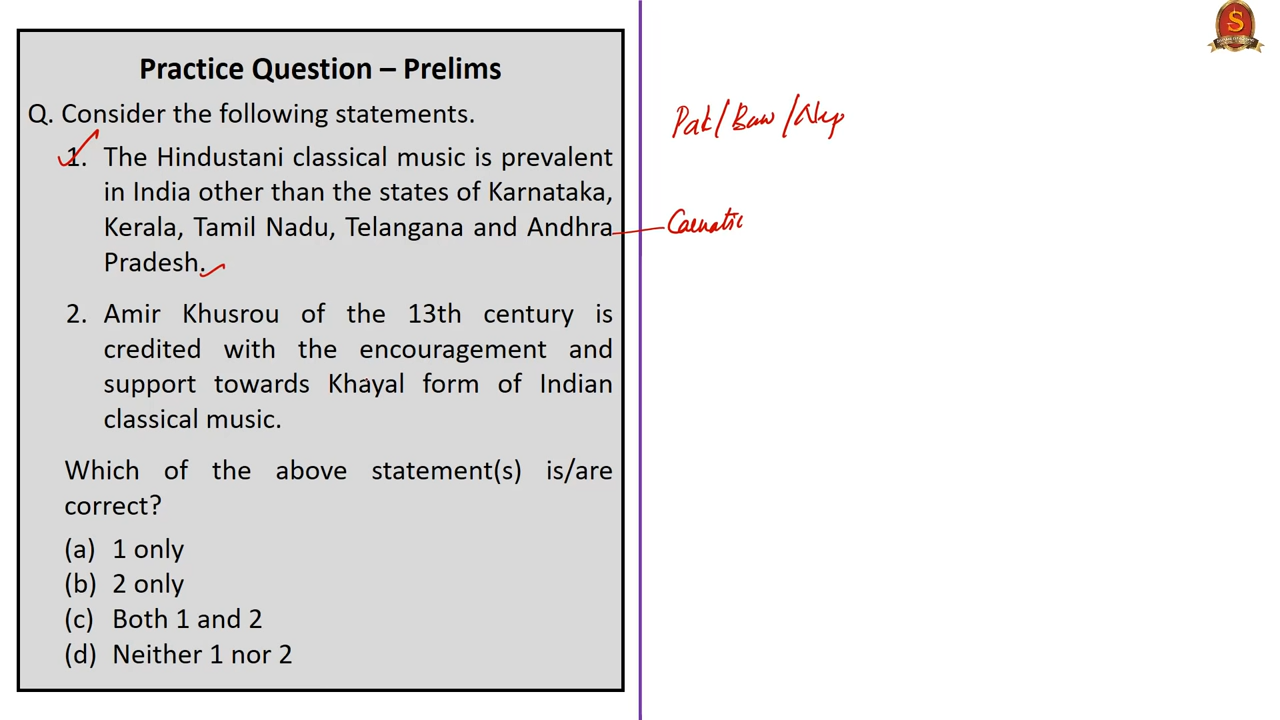 Practice Question – Prelims
Q. Consider the following statements.
1. The Hindustani classical music is prevalent
in India other than the states of Karnataka,
Kerala, Tamil Nadu, Telangana and Andhra
Pradesh.
2. Amir Khusrou of the 13th century is
credited with the encouragement and
support towards Khayal form of Indian
classical music.
Which of the above statement(s) is/are
correct?
(a) 1 only
(b) 2 only
(c) Both 1 and 2
(d) Neither 1 nor 2
Pak/Ban/Nep
Carnatic
S